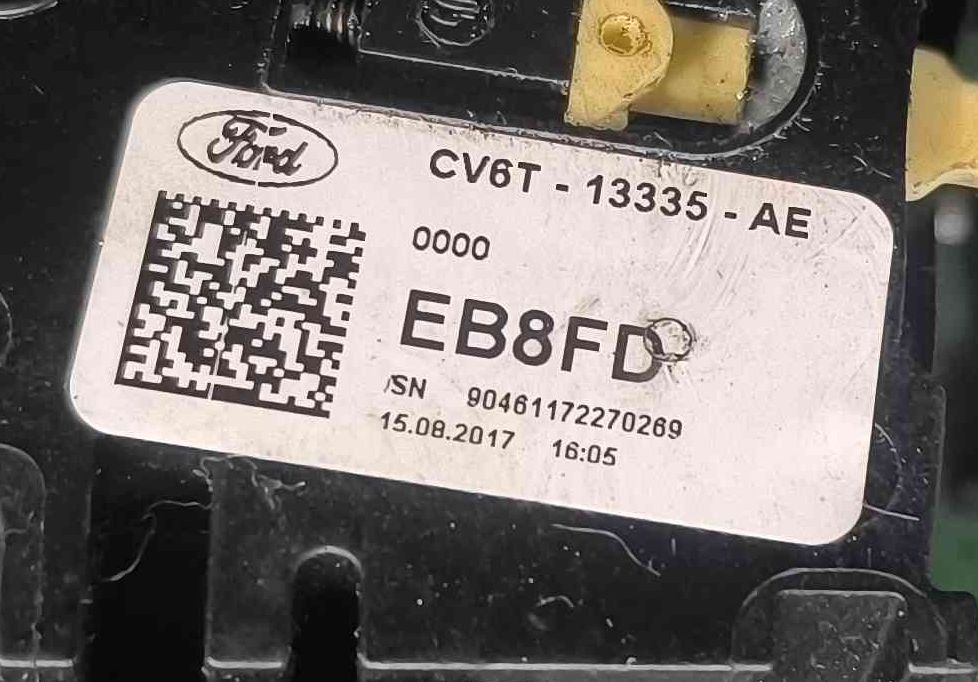 Ford
CV6T - 13335 - AE
0000
EB8FD
/SN 90461172270269
15.08.2017 16:05